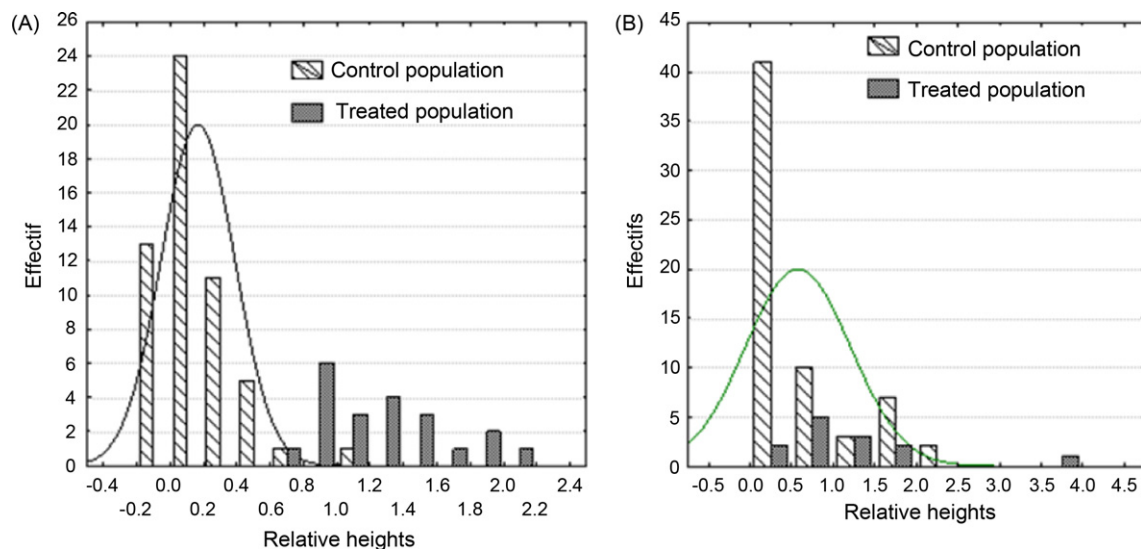 (A)
26
24
22
20
18
16
14
12
10
8
6
4
2
0
Effectif
Control population
Treated population
-0.4 0.0 0.4 0.8 1.2 1.6 2.0 2.4
-0.2 0.2 0.6 1.0 1.4 1.8 2.2
Relative heights
(B)
45
40
35
30
25
20
15
10
5
0
Effectifs
Control population
Treated population
-0.5 0.0 0.5 1.0 1.5 2.0 2.5 3.0 3.5 4.0 4.5
Relative heights